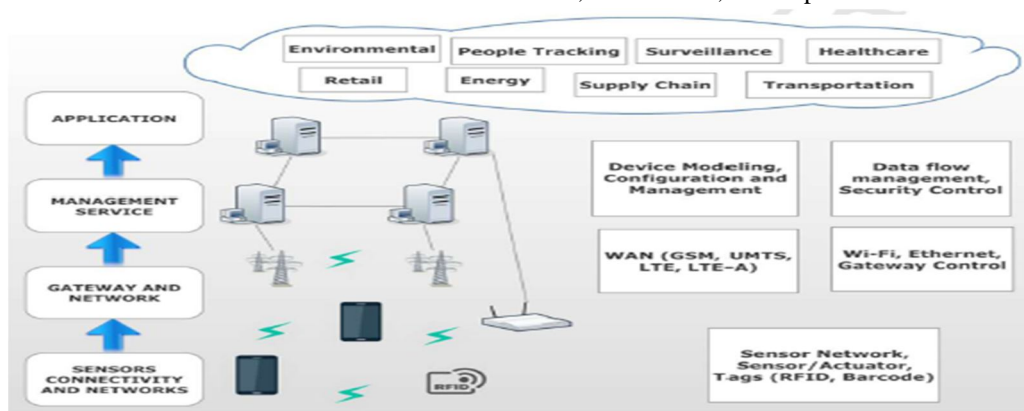 Environmental
People Tracking
Surveillance
Healthcare
Retail
Energy
Supply Chain
Transportation
APPLICATION
MANAGEMENT
SERVICE
GATEWAY AND
NETWORK
SENSORS
CONNECTIVITY
AND NETWORKS
Device Modeling,
Configuration and
Management
Data flow
management,
Security Control
WAN (GSM, UMTS,
LTE, LTE-A)
Wi-Fi, Ethernet,
Gateway Control
RFID
Sensor Network,
Sensor/Actuator,
Tags (RFID, Barcode)